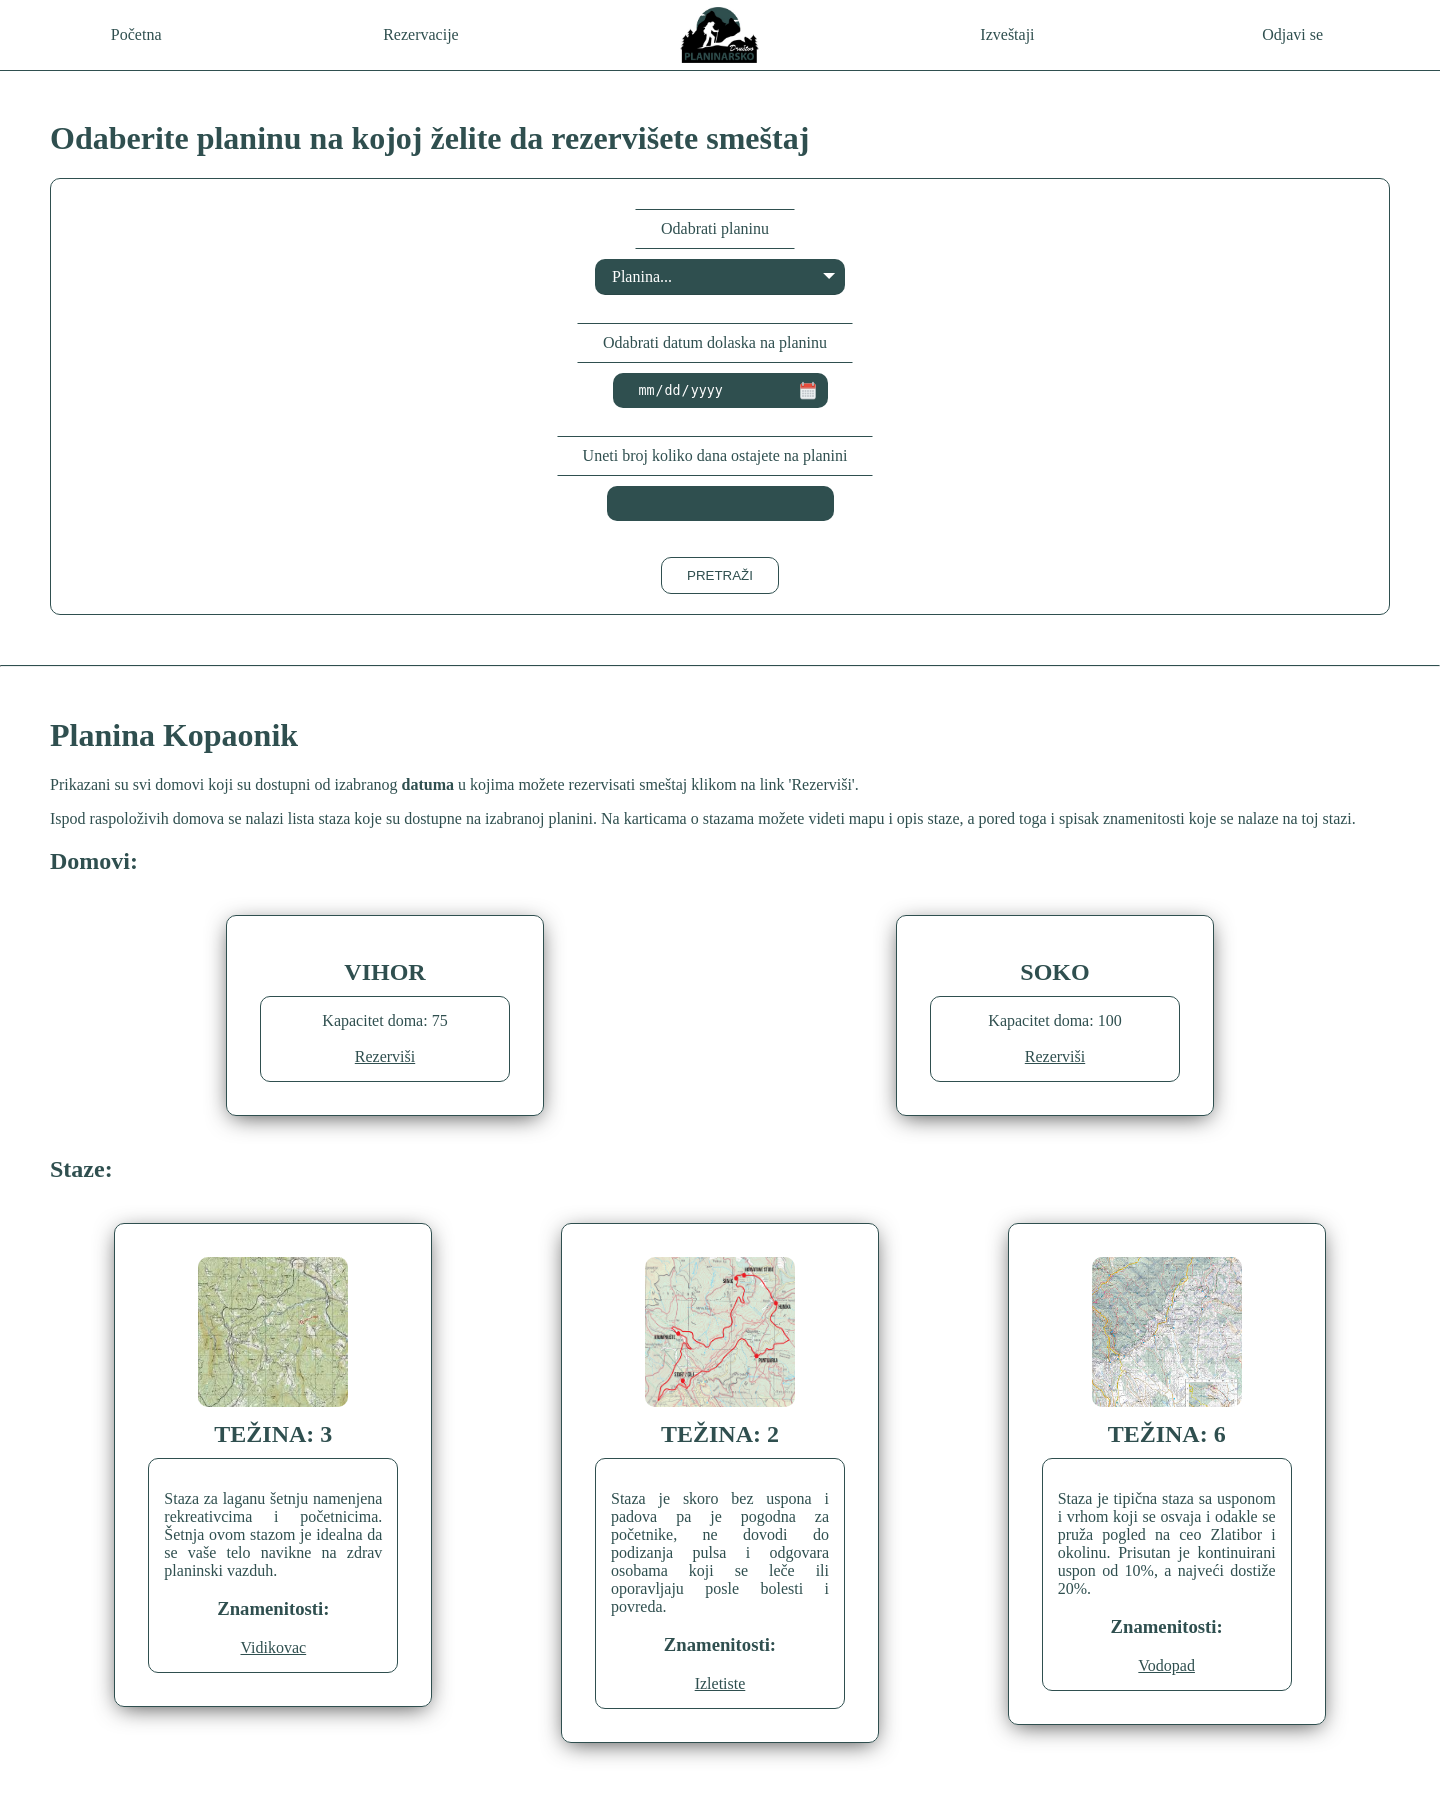 Početna
Rezervacije
Društvo
PLANINARSKO
Izveštaji
Odjavi se
Odaberite planinu na kojoj želite da rezervišete smeštaj
Odabrati planinu
Planina...
Odabrati datum dolaska na planinu
mm/dd/yyyy
Uneti broj koliko dana ostajete na planini
PRETRAŽI
Planina Kopaonik
Prikazani su svi domovi koji su dostupni od izabranog datuma u kojima možete rezervisati smeštaj klikom na link 'Rezerviši'.
Ispod raspoloživih domova se nalazi lista staza koje su dostupne na izabranoj planini. Na karticama o stazama možete videti mapu i opis staze, a pored toga i spisak znamenitosti koje se nalaze na toj stazi.
Domovi:
VIHOR
Kapacitet doma: 75
Rezerviši
SOKO
Kapacitet doma: 100
Rezerviši
Staze:
TEŽINA: 3
Staza za laganu šetnju namenjena
rekreativcima i početnicima.
Šetnja ovom stazom je idealna da
se vaše telo navikne na zdrav
planinski vazduh.
Znamenitosti:
Vidikovac
TEŽINA: 2
Staza je skoro bez uspona i
padova pa je pogodna za
početnike, ne dovodi do
podizanja pulsa i odgovara
osobama koji se leče ili
oporavljaju posle bolesti i
povreda.
Znamenitosti:
Izletiste
TEŽINA: 6
Staza je tipična staza sa usponom
i vrhom koji se osvaja i odakle se
pruža pogled na ceo Zlatibor i
okolinu. Prisutan je kontinuirani
uspon od 10%, a najveći dostiže
20%.
Znamenitosti:
Vodopad